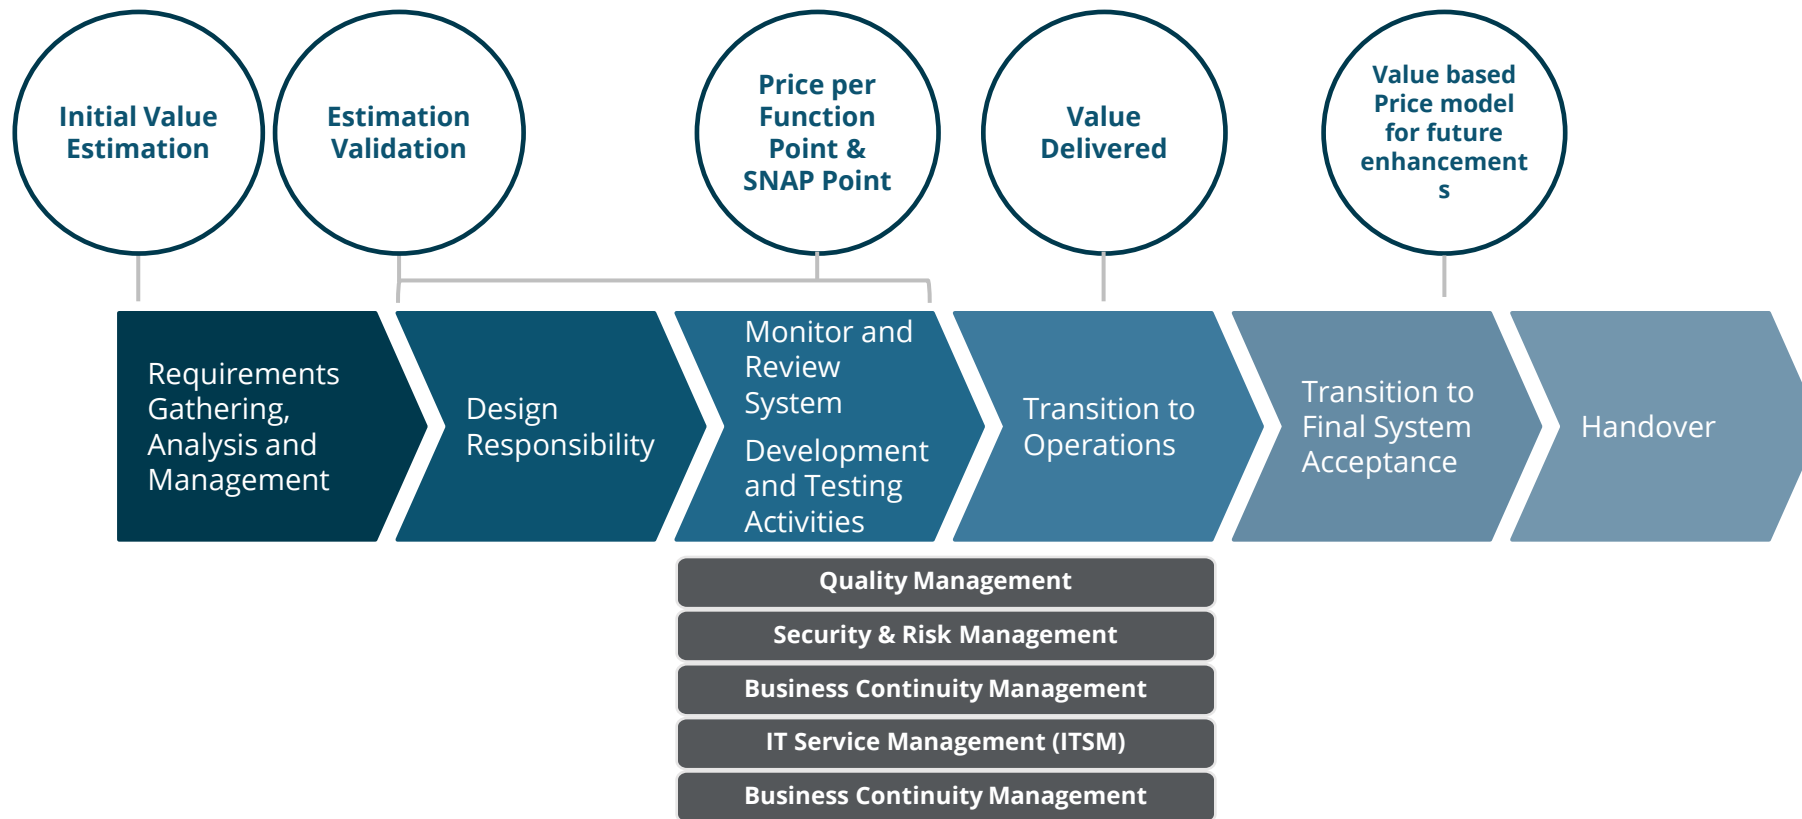 Initial Value
Estimation
Estimation
Validation
Price per
Function
Point &
SNAP Point
Value
Delivered
Value based
Price model
for future
enhancement
s
Requirements
Gathering,
Analysis and
Management
Design
Responsibility
Monitor and
Review
System
Development
and Testing
Activities
Transition to
Operations
Transition to
Final System
Acceptance
Handover
Quality Management
Security & Risk Management
Business Continuity Management
IT Service Management (ITSM)
Business Continuity Management